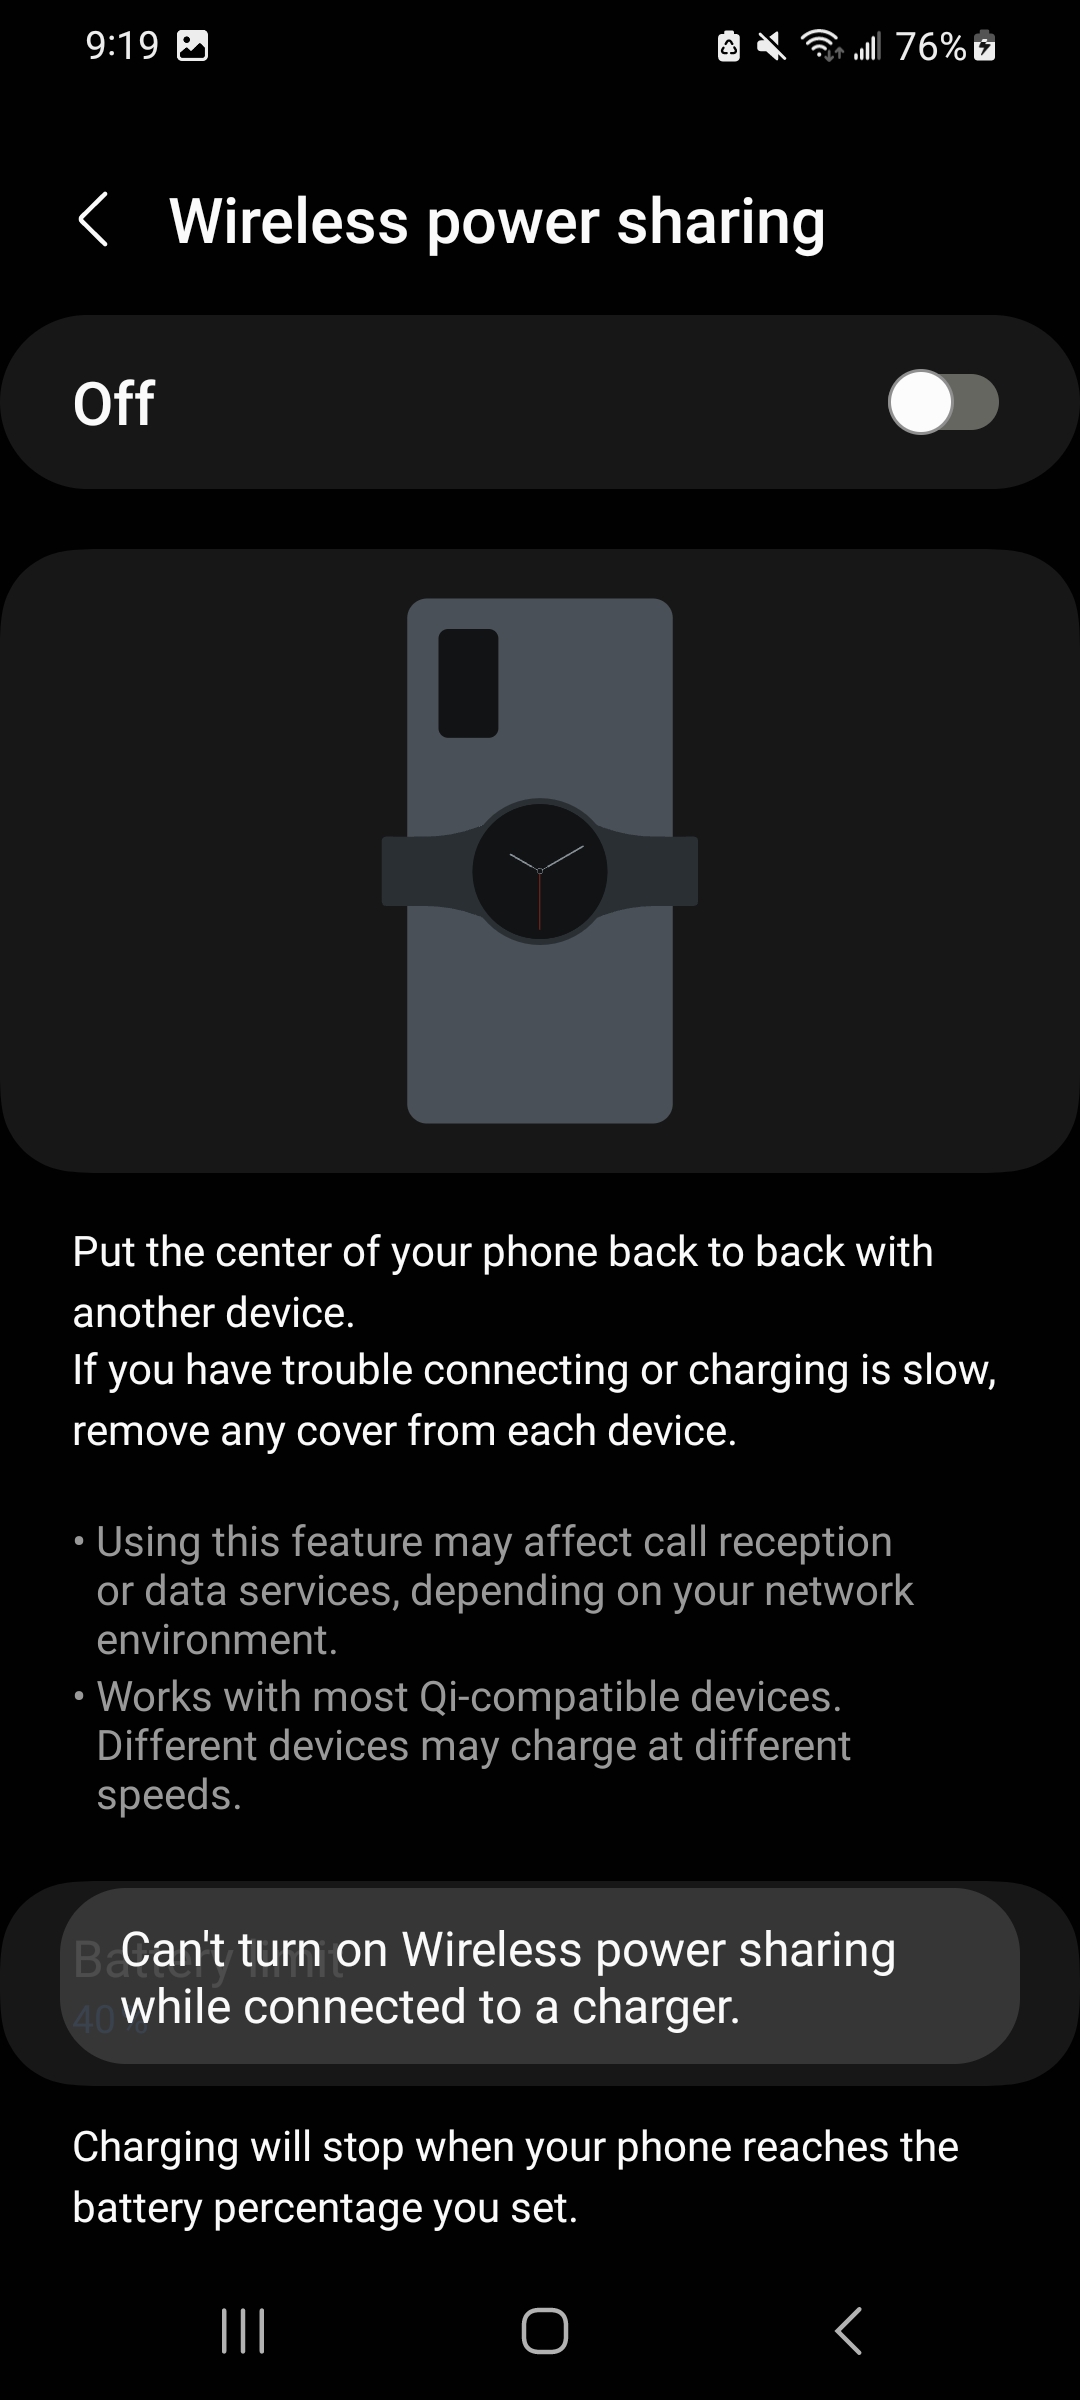 9:19 76%
Wireless power sharing
Off
Put the center of your phone back to back with
another device.
If you have trouble connecting or charging is slow,
remove any cover from each device.
• Using this feature may affect call reception
or data services, depending on your network
environment.
• Works with most Qi-compatible devices.
Different devices may charge at different
speeds.
Battery limit
40%
Can't turn on Wireless power sharing
while connected to a charger.
Charging will stop when your phone reaches the
battery percentage you set.